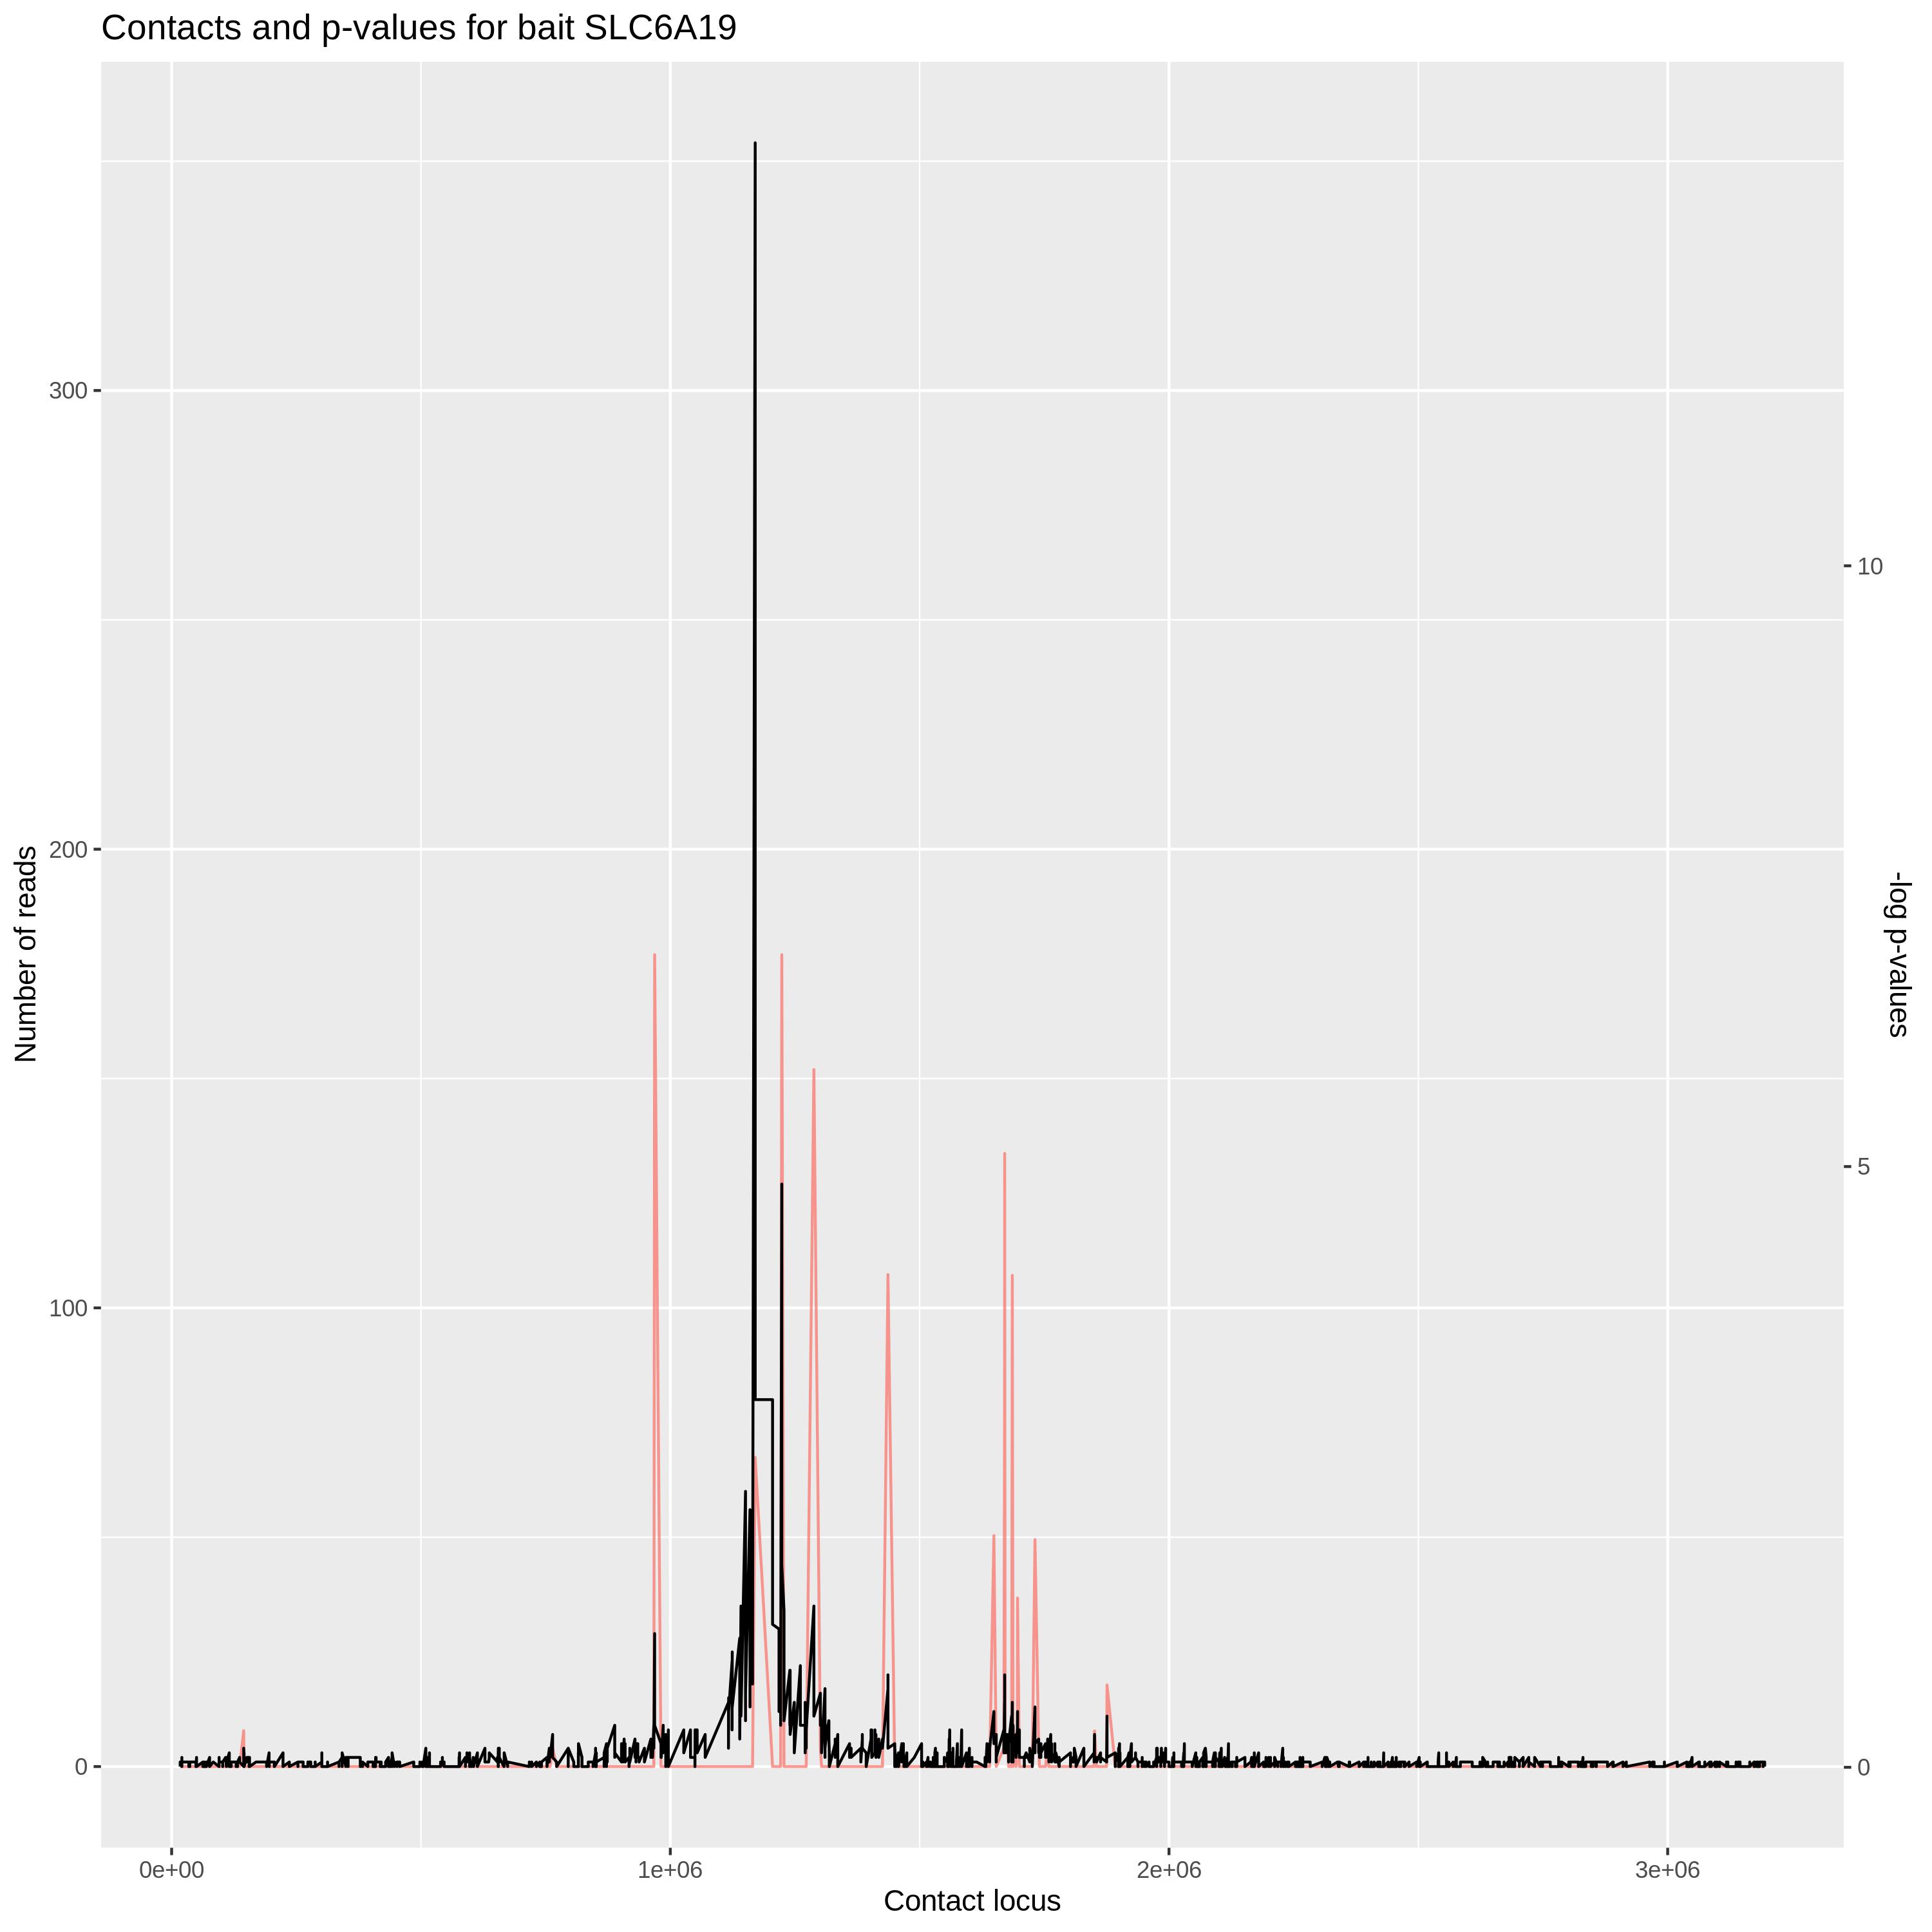 Contacts and p-values for bait SLC6A19
Number of reads
300
200
100
0
10
5
0
-log p-values
0e+00 1e+06 2e+06 3e+06
Contact locus